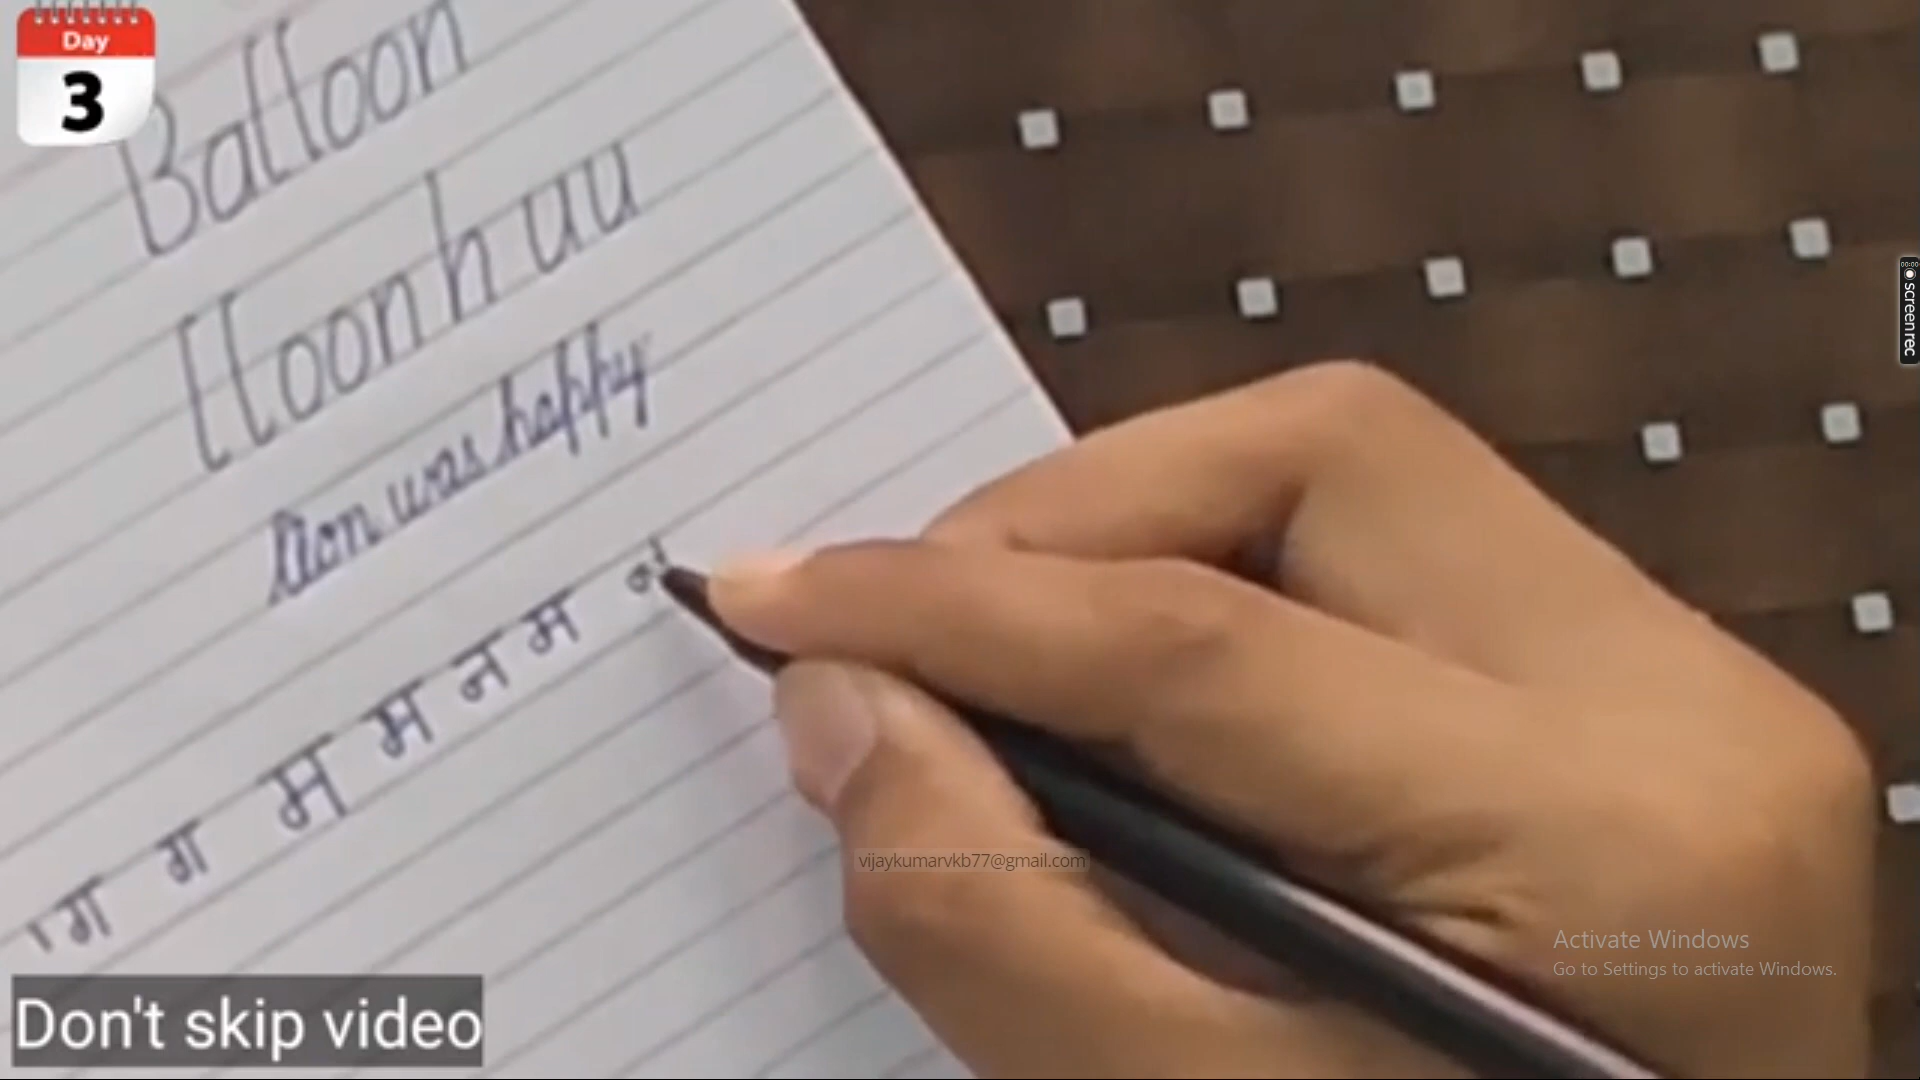 Day
3
Balloon
lloon h uu
lion was happy
ा ग ग म म न म
vijaykumarvkb77@gmail.com
Activate Windows
Go to Settings to activate Windows.
Don't skip video
screenrec